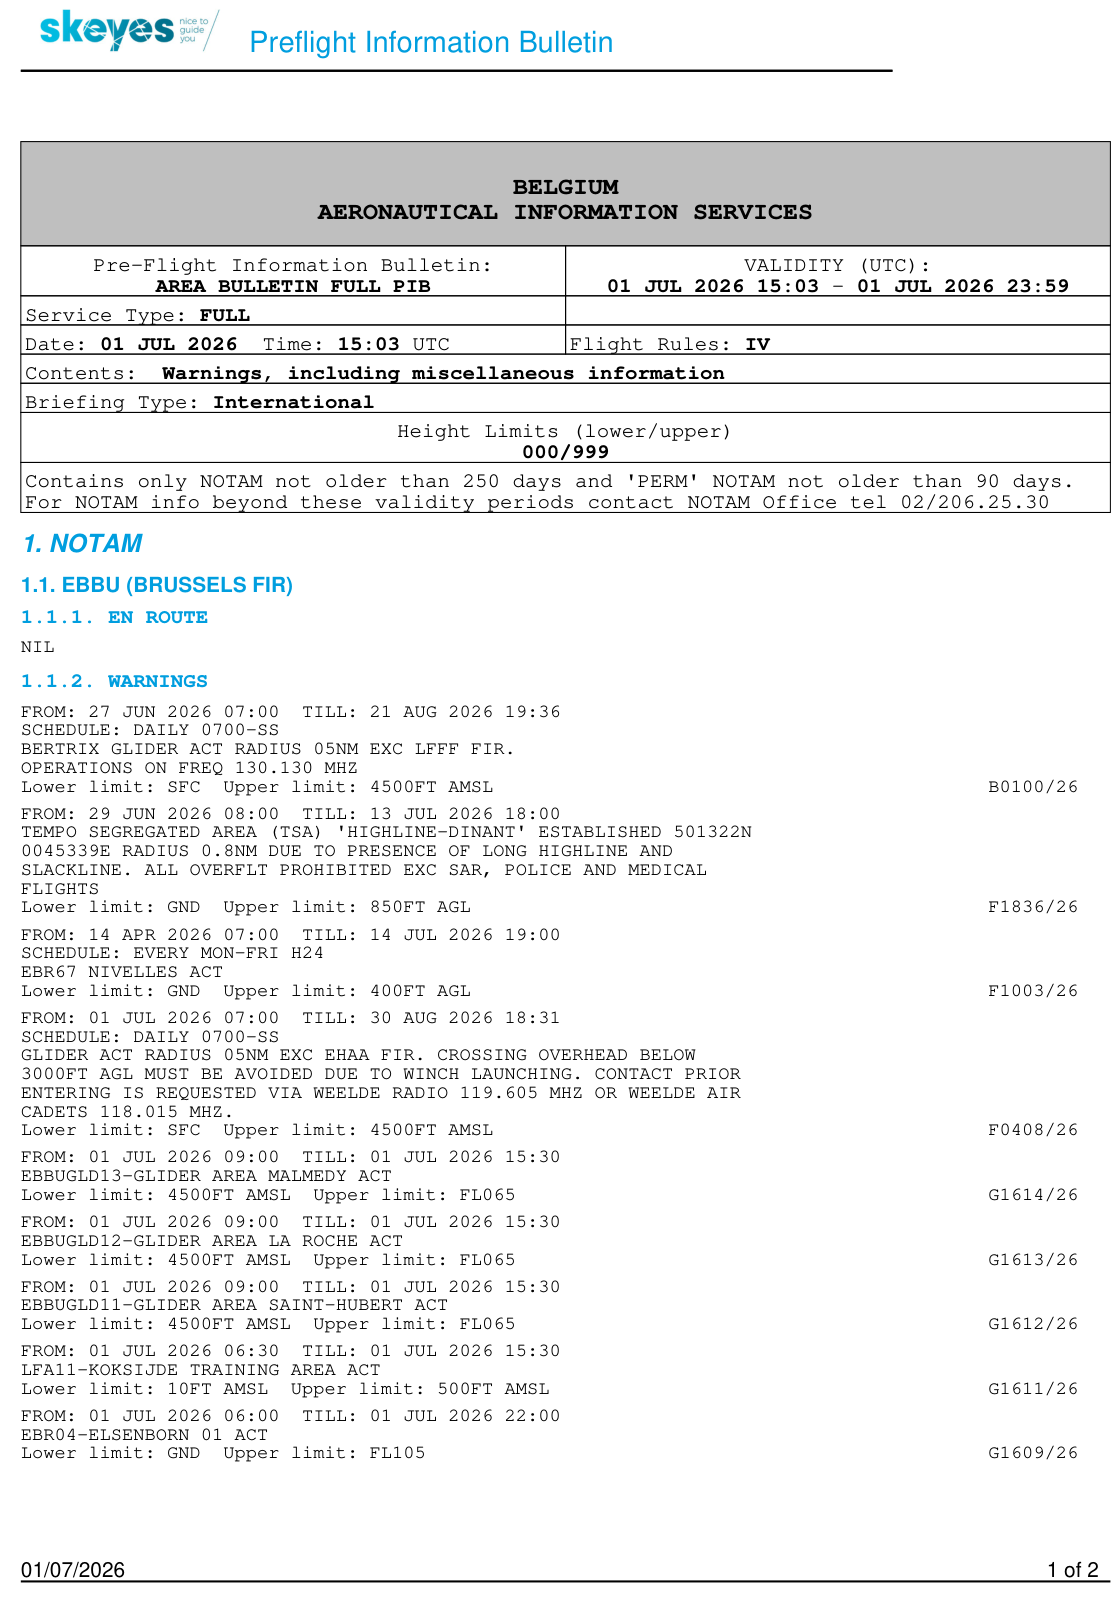 skeyes nice to guide you
Preflight Information Bulletin
BELGIUM
AERONAUTICAL INFORMATION SERVICES
Pre-Flight Information Bulletin:
AREA BULLETIN FULL PIB
VALIDITY (UTC):
01 JUL 2026 15:03 - 01 JUL 2026 23:59
Service Type: FULL
Date: 01 JUL 2026 Time: 15:03 UTC
Flight Rules: IV
Contents: Warnings, including miscellaneous information
Briefing Type: International
Height Limits (lower/upper)
000/999
Contains only NOTAM not older than 250 days and 'PERM' NOTAM not older than 90 days.
For NOTAM info beyond these validity periods contact NOTAM Office tel 02/206.25.30
1. NOTAM
1.1. EBBU (BRUSSELS FIR)
1.1.1. EN ROUTE
NIL
1.1.2. WARNINGS
FROM: 27 JUN 2026 07:00 TILL: 21 AUG 2026 19:36
SCHEDULE: DAILY 0700-SS
BERTRIX GLIDER ACT RADIUS 05NM EXC LFFF FIR.
OPERATIONS ON FREQ 130.130 MHZ
Lower limit: SFC Upper limit: 4500FT AMSL B0100/26
FROM: 29 JUN 2026 08:00 TILL: 13 JUL 2026 18:00
TEMPO SEGREGATED AREA (TSA) 'HIGHLINE-DINANT' ESTABLISHED 501322N
0045339E RADIUS 0.8NM DUE TO PRESENCE OF LONG HIGHLINE AND
SLACKLINE. ALL OVERFLT PROHIBITED EXC SAR, POLICE AND MEDICAL
FLIGHTS
Lower limit: GND Upper limit: 850FT AGL F1836/26
FROM: 14 APR 2026 07:00 TILL: 14 JUL 2026 19:00
SCHEDULE: EVERY MON-FRI H24
EBR67 NIVELLES ACT
Lower limit: GND Upper limit: 400FT AGL F1003/26
FROM: 01 JUL 2026 07:00 TILL: 30 AUG 2026 18:31
SCHEDULE: DAILY 0700-SS
GLIDER ACT RADIUS 05NM EXC EHAA FIR. CROSSING OVERHEAD BELOW
3000FT AGL MUST BE AVOIDED DUE TO WINCH LAUNCHING. CONTACT PRIOR
ENTERING IS REQUESTED VIA WEELDE RADIO 119.605 MHZ OR WEELDE AIR
CADETS 118.015 MHZ.
Lower limit: SFC Upper limit: 4500FT AMSL F0408/26
FROM: 01 JUL 2026 09:00 TILL: 01 JUL 2026 15:30
EBBUGLD13-GLIDER AREA MALMEDY ACT
Lower limit: 4500FT AMSL Upper limit: FL065 G1614/26
FROM: 01 JUL 2026 09:00 TILL: 01 JUL 2026 15:30
EBBUGLD12-GLIDER AREA LA ROCHE ACT
Lower limit: 4500FT AMSL Upper limit: FL065 G1613/26
FROM: 01 JUL 2026 09:00 TILL: 01 JUL 2026 15:30
EBBUGLD11-GLIDER AREA SAINT-HUBERT ACT
Lower limit: 4500FT AMSL Upper limit: FL065 G1612/26
FROM: 01 JUL 2026 06:30 TILL: 01 JUL 2026 15:30
LFA11-KOKSIJDE TRAINING AREA ACT
Lower limit: 10FT AMSL Upper limit: 500FT AMSL G1611/26
FROM: 01 JUL 2026 06:00 TILL: 01 JUL 2026 22:00
EBR04-ELSENBORN 01 ACT
Lower limit: GND Upper limit: FL105 G1609/26
01/07/2026 1 of 2